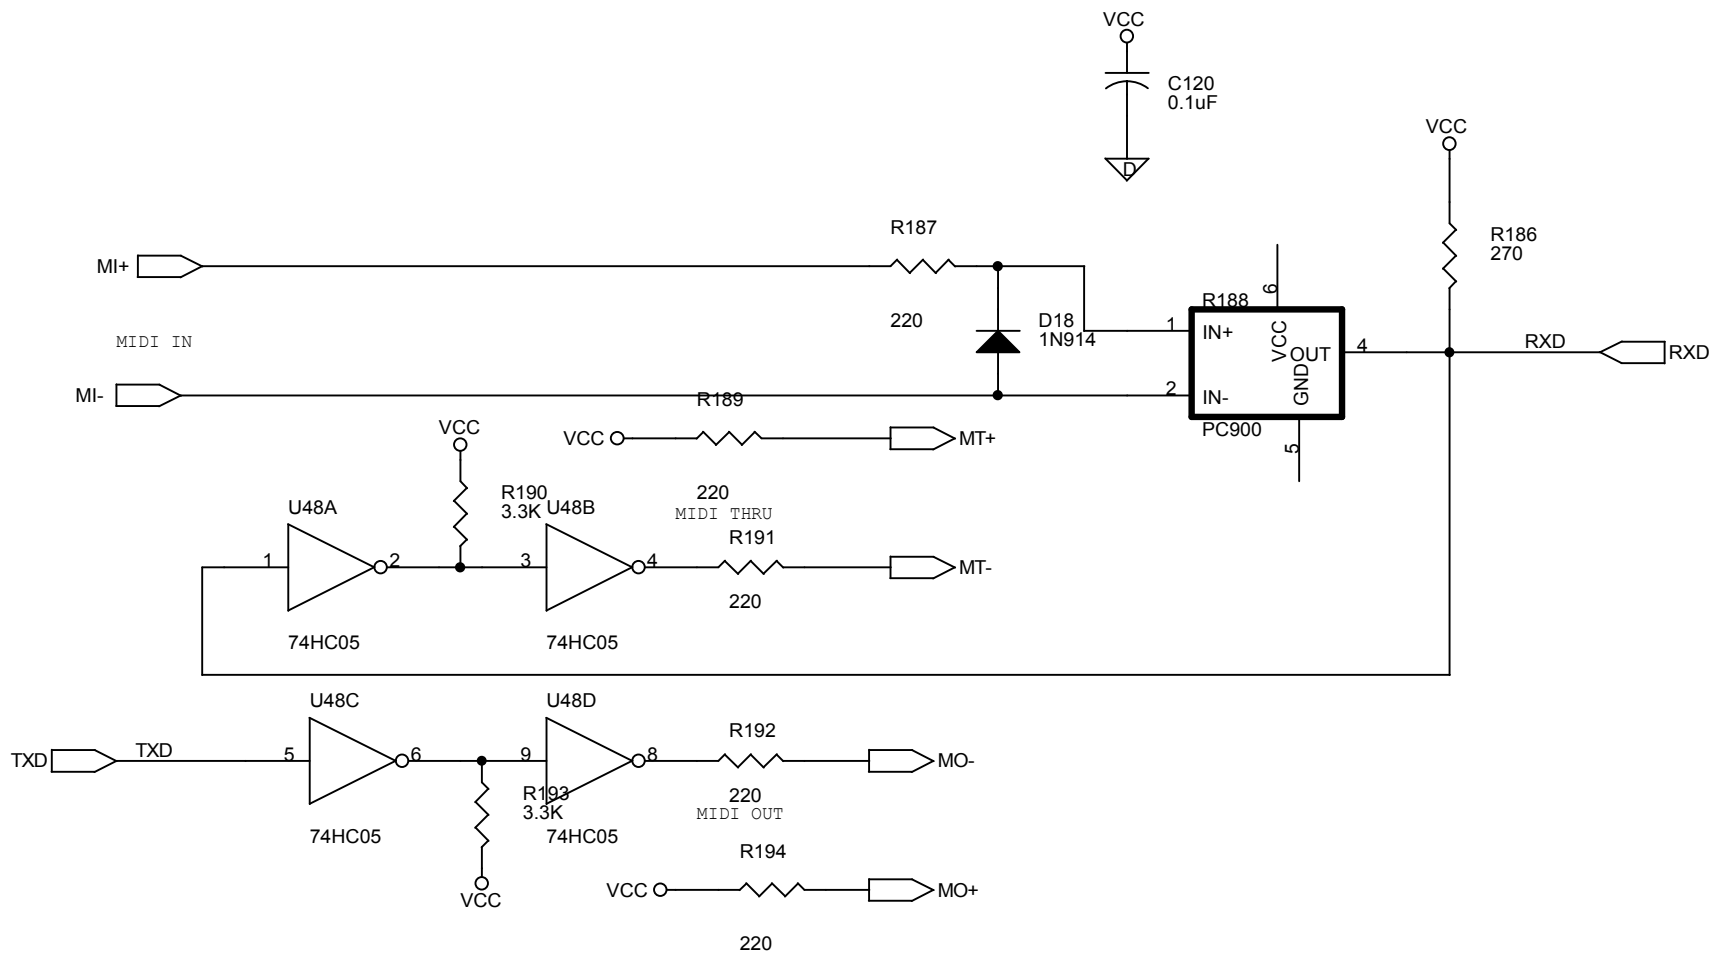 VCC
C120
0.1uF
D
VCC
R187
R186
270
MI+
R188
6
220
D18
1N914
1
IN+
VCC
OUT
4
RXD
RXD
MIDI IN
MI-
R189
2
IN-
GND
PC900
5
VCC
VCC
MT+
R190
3.3K
220
MIDI THRU
U48A
U48B
R191
1
2
3
4
MT-
220
74HC05
74HC05
U48C
U48D
R192
TXD
TXD
5
6
9
8
MO-
R193
3.3K
220
MIDI OUT
74HC05
74HC05
R194
VCC
VCC
MO+
220